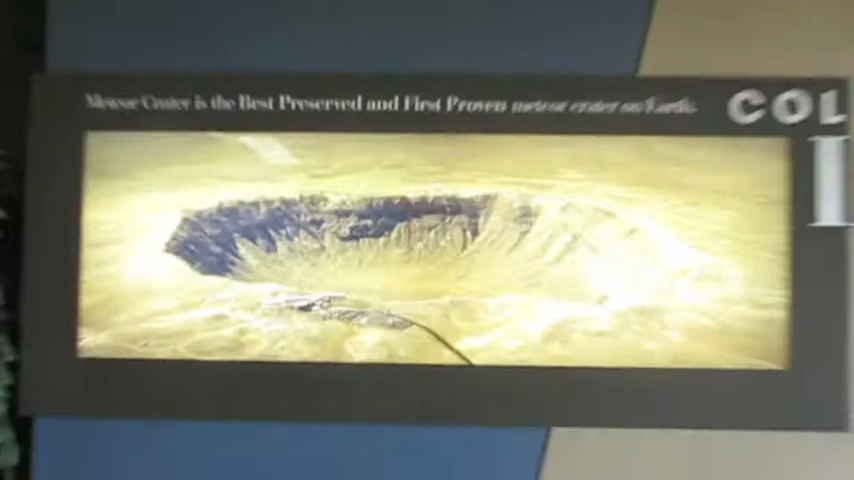 Meteor Crater is the Best Preserved and First Proven meteor crater on Earth.
COL
I